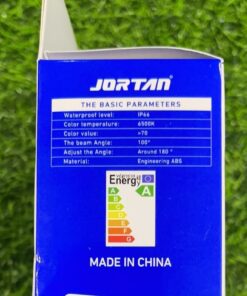 JORTAN®
THE BASIC PARAMETERS
Waterproof level: IP66
Color temperature: 6500K
Color value: >70
The beam Angle: 100°
Adjust the Angle: Around 180 °
Material: Engineering ABS
Energy
A
A
G
MADE IN CHINA